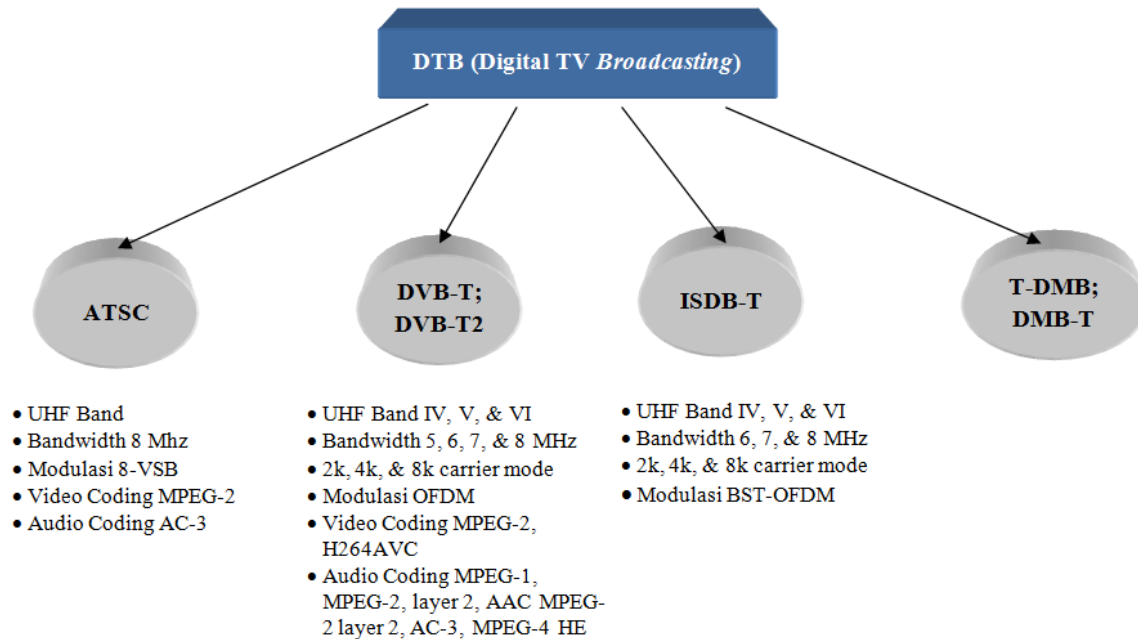 DTB (Digital TV Broadcasting)
ATSC
DVB-T;
DVB-T2
ISDB-T
T-DMB;
DMB-T
• UHF Band
• Bandwidth 8 Mhz
• Modulasi 8-VSB
• Video Coding MPEG-2
• Audio Coding AC-3
• UHF Band IV, V, & VI
• Bandwidth 5, 6, 7, & 8 MHz
• 2k, 4k, & 8k carrier mode
• Modulasi OFDM
• Video Coding MPEG-2,
H264AVC
• Audio Coding MPEG-1,
MPEG-2, layer 2, AAC MPEG-
2 layer 2, AC-3, MPEG-4 HE
• UHF Band IV, V, & VI
• Bandwidth 6, 7, & 8 MHz
• 2k, 4k, & 8k carrier mode
• Modulasi BST-OFDM